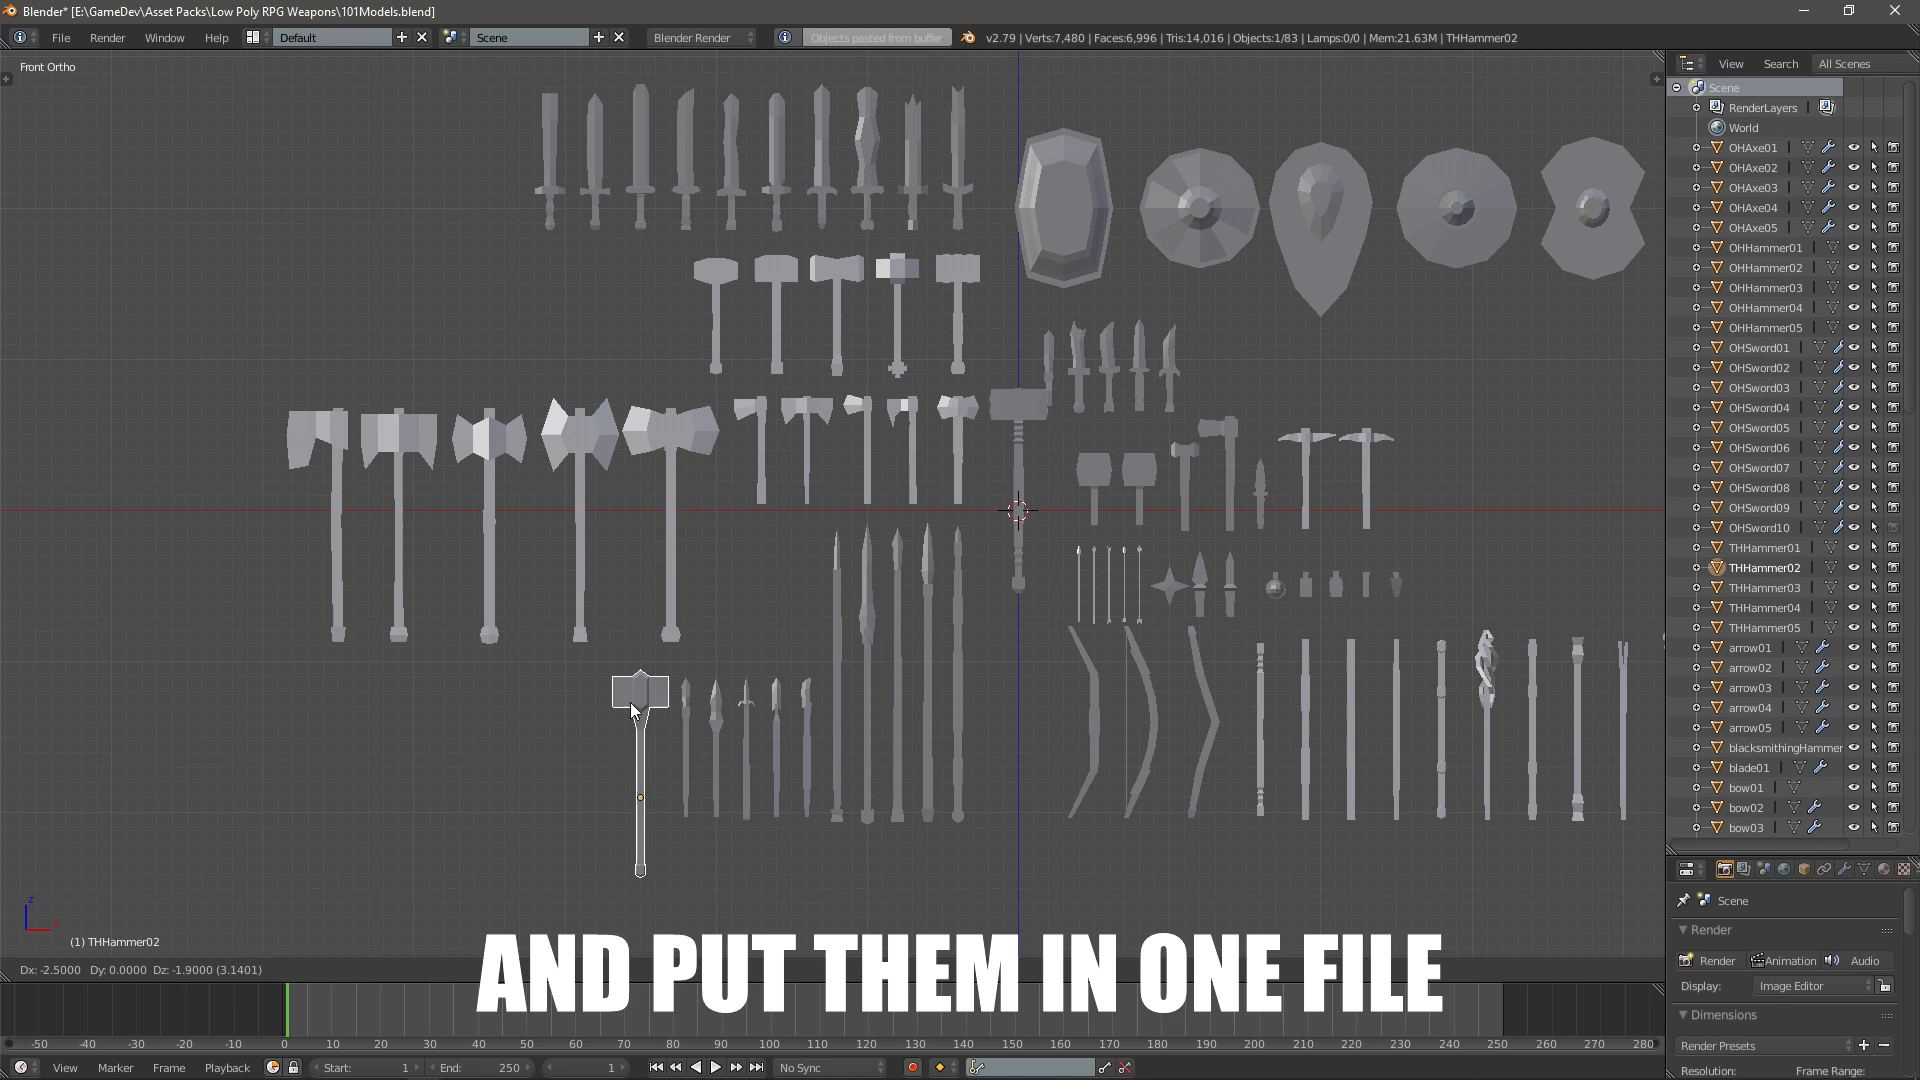 Blender* [E:\GameDev\Asset Packs\Low Poly RPG Weapons\101Models.blend]
File Render Window Help Default Scene Blender Render Objects pasted from buffer v2.79 | Verts:7,480 | Faces:6,996 | Tris:14,016 | Objects:1/83 | Lamps:0/0 | Mem:21.63M | THHammer02
Front Ortho
View Search All Scenes
Scene
RenderLayers
World
OHAxe01
OHAxe02
OHAxe03
OHAxe04
OHAxe05
OHHammer01
OHHammer02
OHHammer03
OHHammer04
OHHammer05
OHSword01
OHSword02
OHSword03
OHSword04
OHSword05
OHSword06
OHSword07
OHSword08
OHSword09
OHSword10
THHammer01
THHammer02
THHammer03
THHammer04
THHammer05
arrow01
arrow02
arrow03
arrow04
arrow05
blacksmithingHammer
blade01
bow01
bow02
bow03
z
x
(1) THHammer02
Dx: -2.5000 Dy: 0.0000 Dz: -1.9000 (3.1401)
AND PUT THEM IN ONE FILE
Scene
Render
Render Animation Audio
Display: Image Editor
Dimensions
Render Presets
Resolution: Frame Range:
-50 -40 -30 -20 -10 0 10 20 30 40 50 60 70 80 90 100 110 120 130 140 150 160 170 180 190 200 210 220 230 240 250 260 270 280
View Marker Frame Playback Start: 1 End: 250 1 No Sync